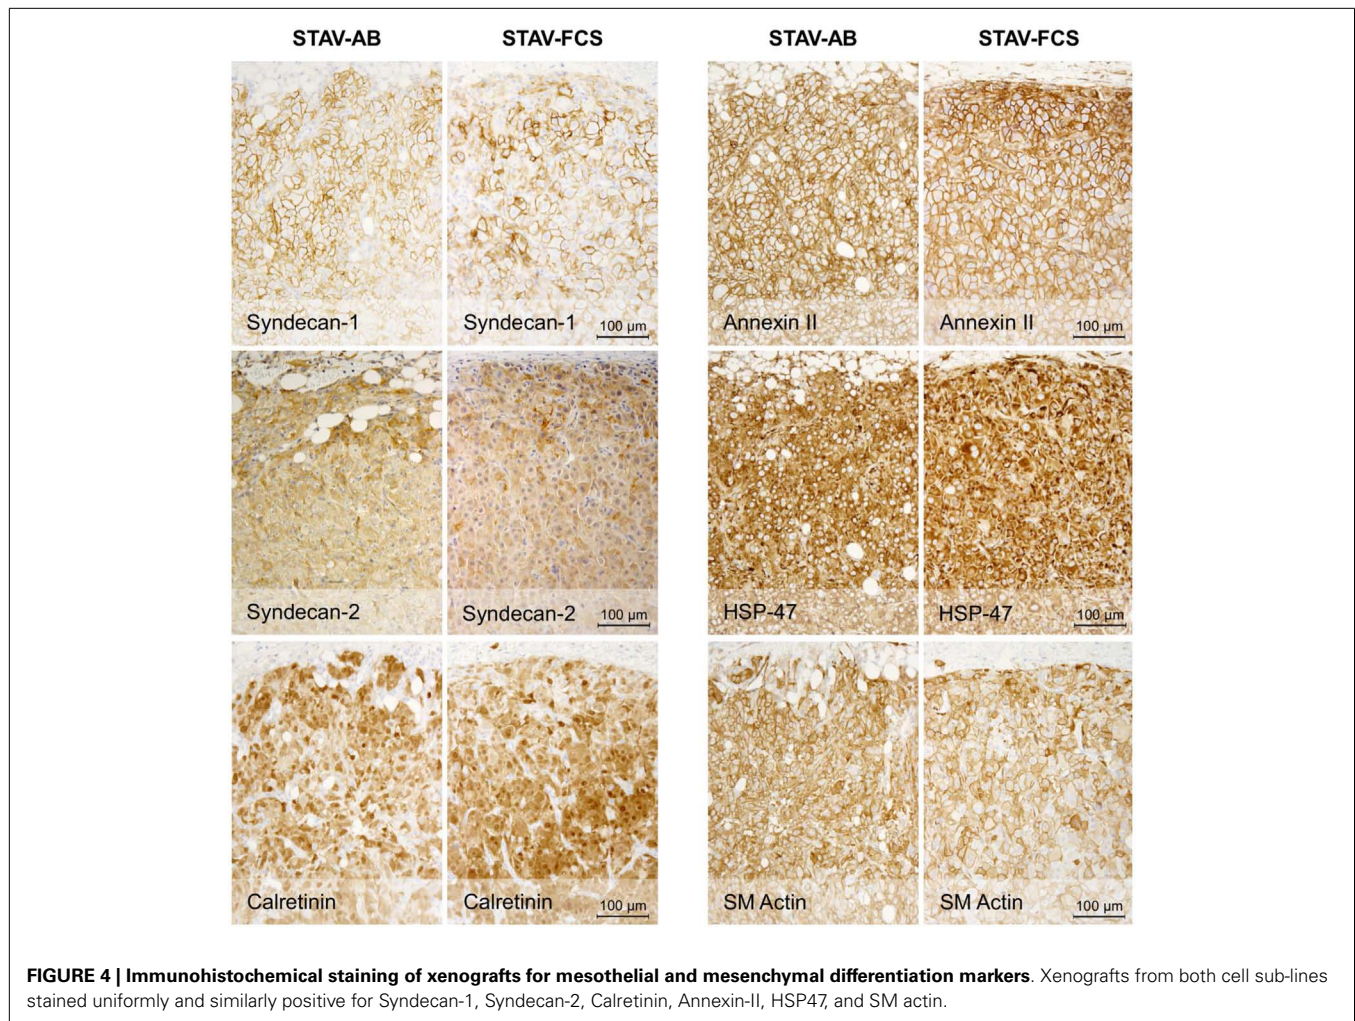 STAV-AB STAV-FCS STAV-AB STAV-FCS
Syndecan-1 Syndecan-1 100 µm Annexin II Annexin II 100 µm
Syndecan-2 Syndecan-2 100 µm HSP-47 HSP-47 100 µm
Calretinin Calretinin 100 µm SM Actin SM Actin 100 µm
FIGURE 4 | Immunohistochemical staining of xenografts for mesothelial and mesenchymal differentiation markers. Xenografts from both cell sub-lines
stained uniformly and similarly positive for Syndecan-1, Syndecan-2, Calretinin, Annexin-II, HSP47, and SM actin.